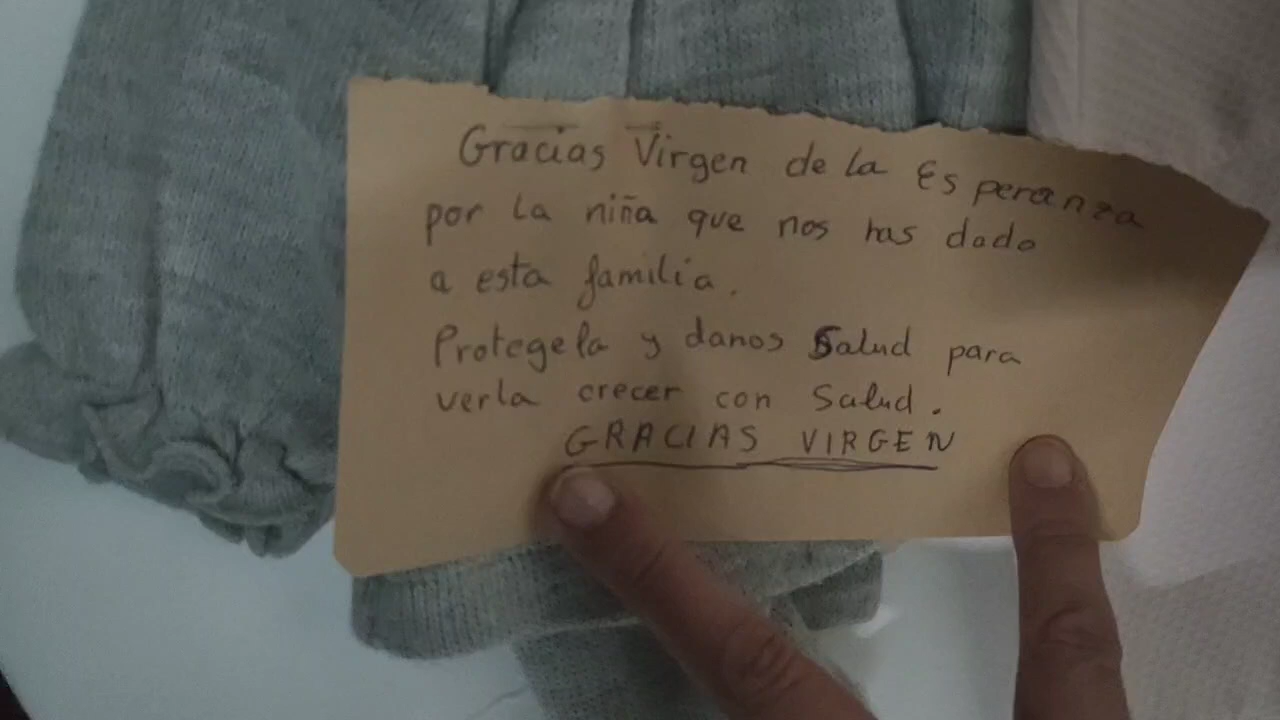 Gracias Virgen de la Esperanza
por la niña que nos has dado
a esta familia.
Protegela y danos Salud para
verla crecer con Salud.
GRACIAS VIRGEN